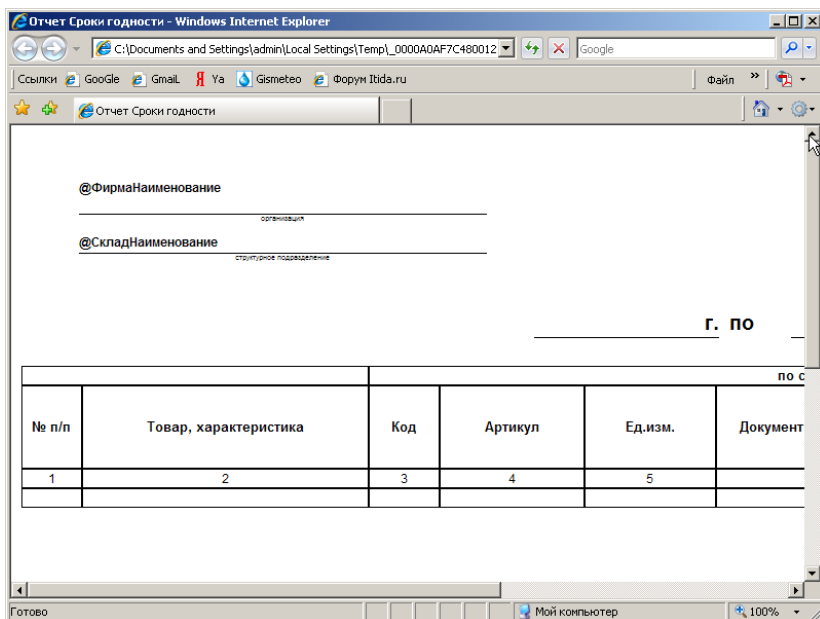 Отчет Сроки годности - Windows Internet Explorer
C:\Documents and Settings\admin\Local Settings\Temp\_0000A0AF7C480012
Google
Ссылки GooGle GmaiL Ya Gismeteo Форум Itida.ru Файл »
Отчет Сроки годности
@ФирмаНаименование
организация
@СкладНаименование
структурное подразделение
г. по
по с
№ п/п Товар, характеристика Код Артикул Ед.изм. Документ
1 2 3 4 5
Готово Мой компьютер 100%